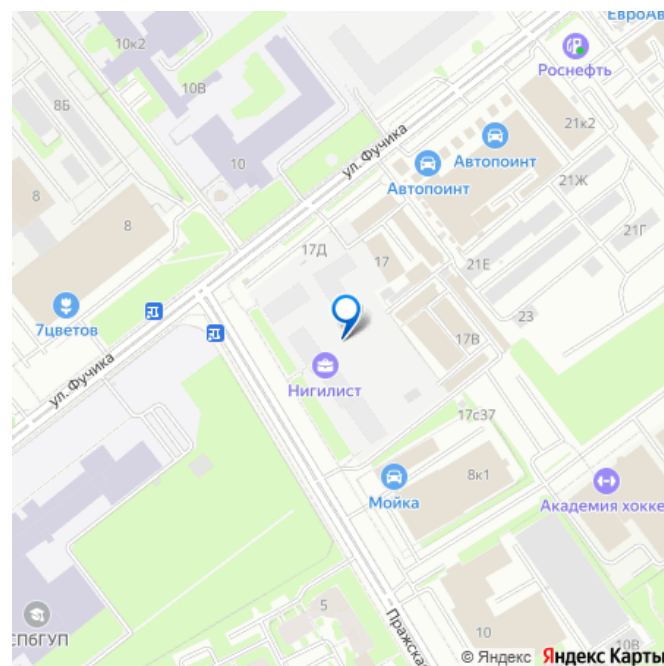 ЕвроАв
10к2
Роснефть
10В
8Б
21к2
ул. Фучика
Автопоинт
10
Автопоинт
21Ж
8
8
21Г
17Д
17
21Е
7цветов
23
17В
ул. Фучика
Нигилист
17с37
8к1
Мойка
Академия хокке
5
СПбГУП
Пражска
10
10В
© Яндекс Яндекс Карты